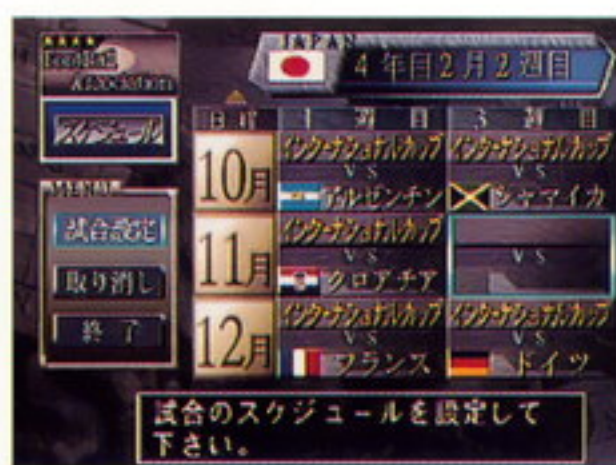 JAPAN
Football
Association
4年目2月2週目
スケジュール
日程 1週目 3週目
MENU
試合設定
取り消し
終了
10月
インターナショナルカップ
VS
アルゼンチン
インターナショナルカップ
VS
ジャマイカ
11月
インターナショナルカップ
VS
クロアチア
VS
12月
インターナショナルカップ
VS
フランス
インターナショナルカップ
VS
ドイツ
試合のスケジュールを設定して
下さい。